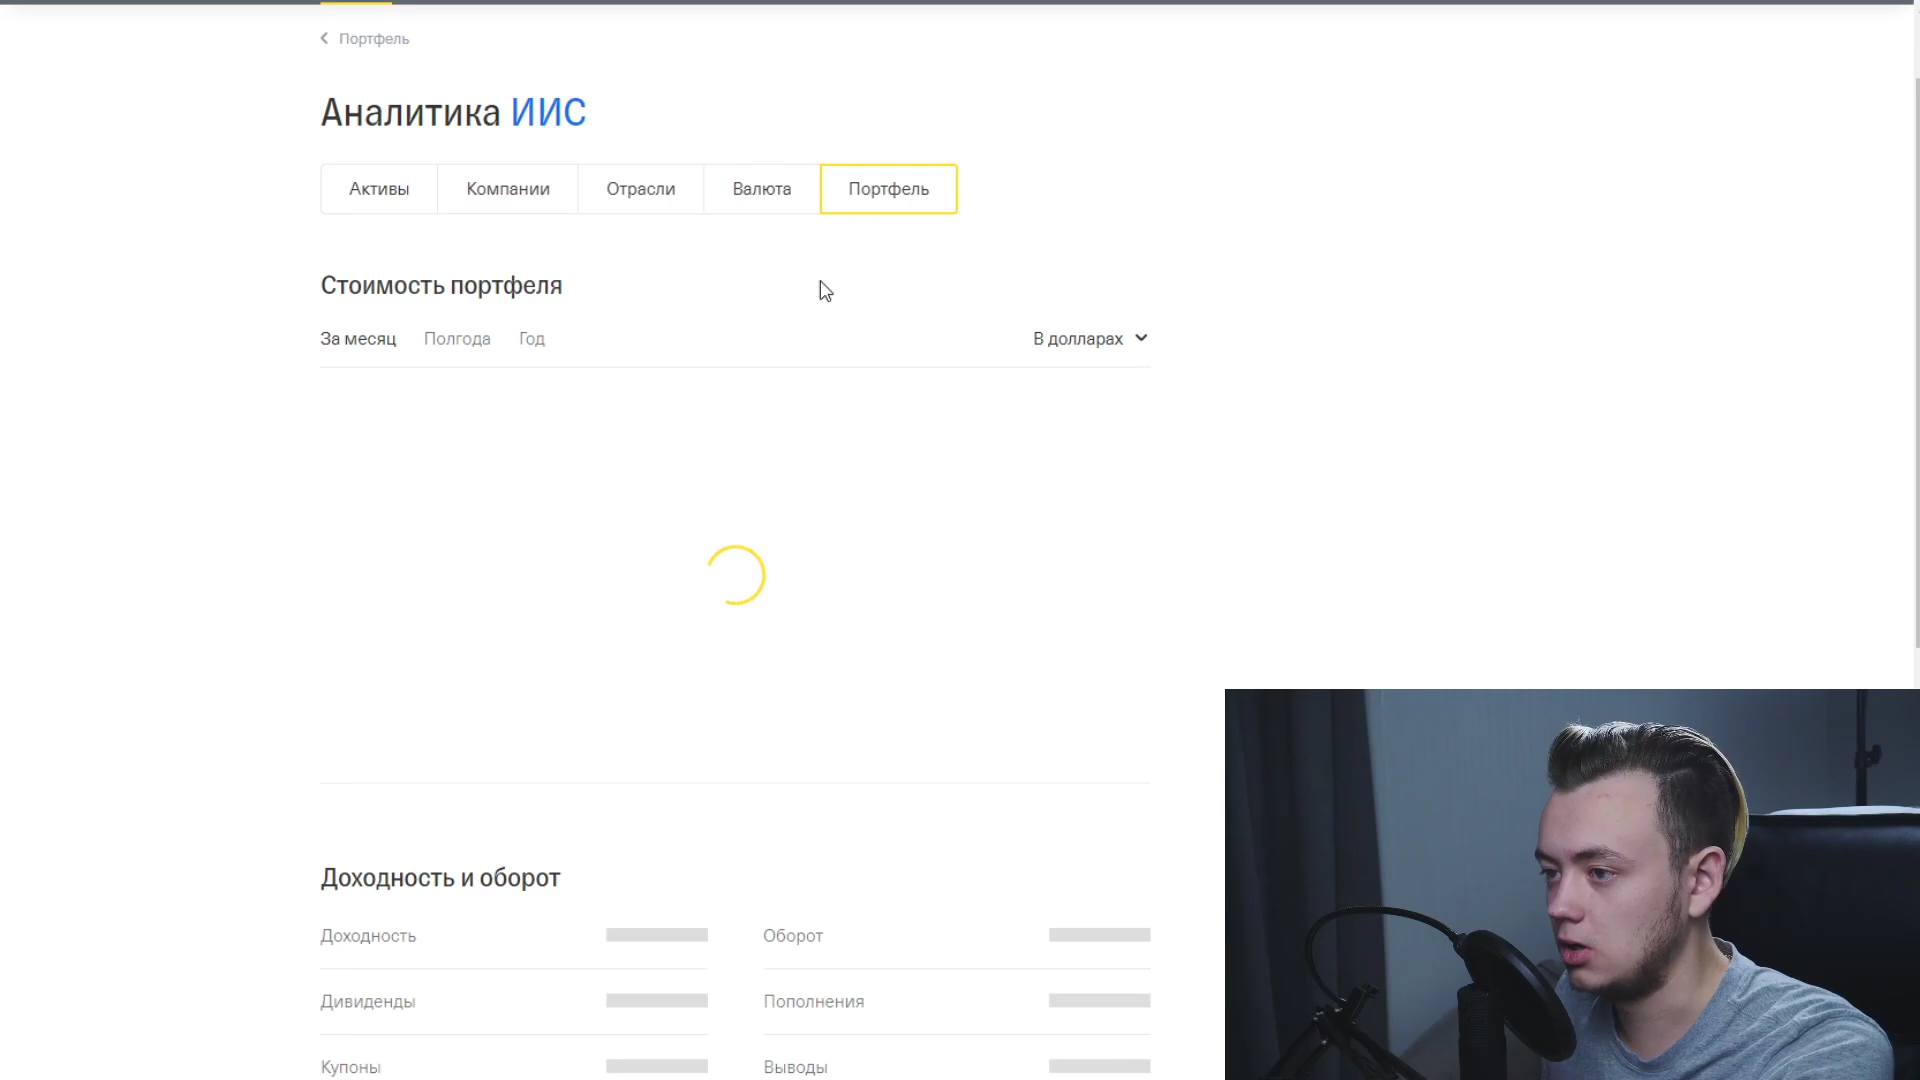 Портфель
Аналитика ИИС
Активы Компании Отрасли Валюта Портфель
Стоимость портфеля
За месяц Полгода Год В долларах
Доходность и оборот
Доходность Оборот
Дивиденды Пополнения
Купоны Выводы